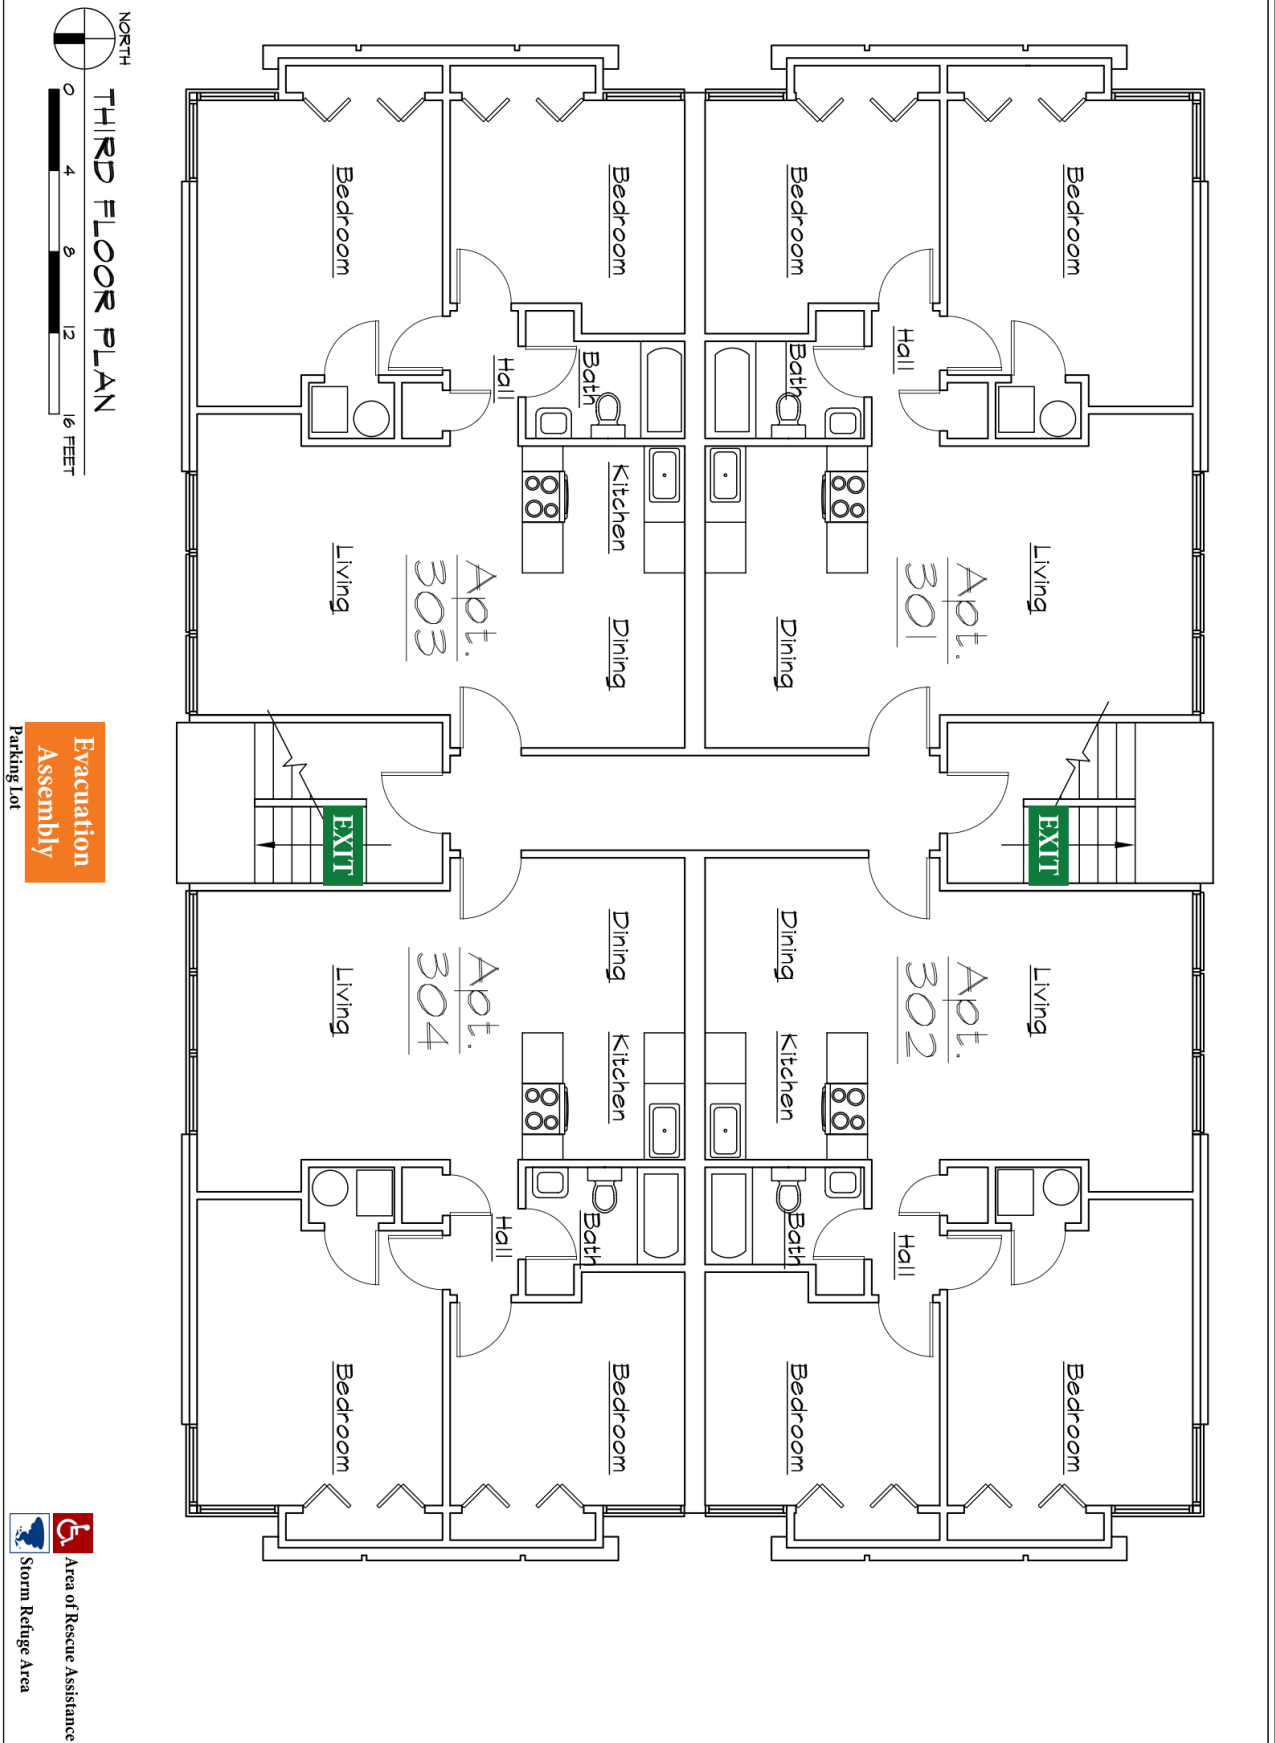 Bedroom
Living
EXIT
Living
Bedroom
Apt.
301
Apt.
302
Hall
Hall
Bedroom
Bath
Dining
Dining
Kitchen
Bath
Bedroom
Bedroom
Bath
Kitchen
Dining
Dining
Kitchen
Bath
Bedroom
Hall
Hall
Apt.
303
Apt.
304
Bedroom
Living
EXIT
Living
Bedroom
NORTH
THIRD FLOOR PLAN
0 4 8 12 16 FEET
Evacuation
Assembly
Parking Lot
Area of Rescue Assistance
Storm Refuge Area